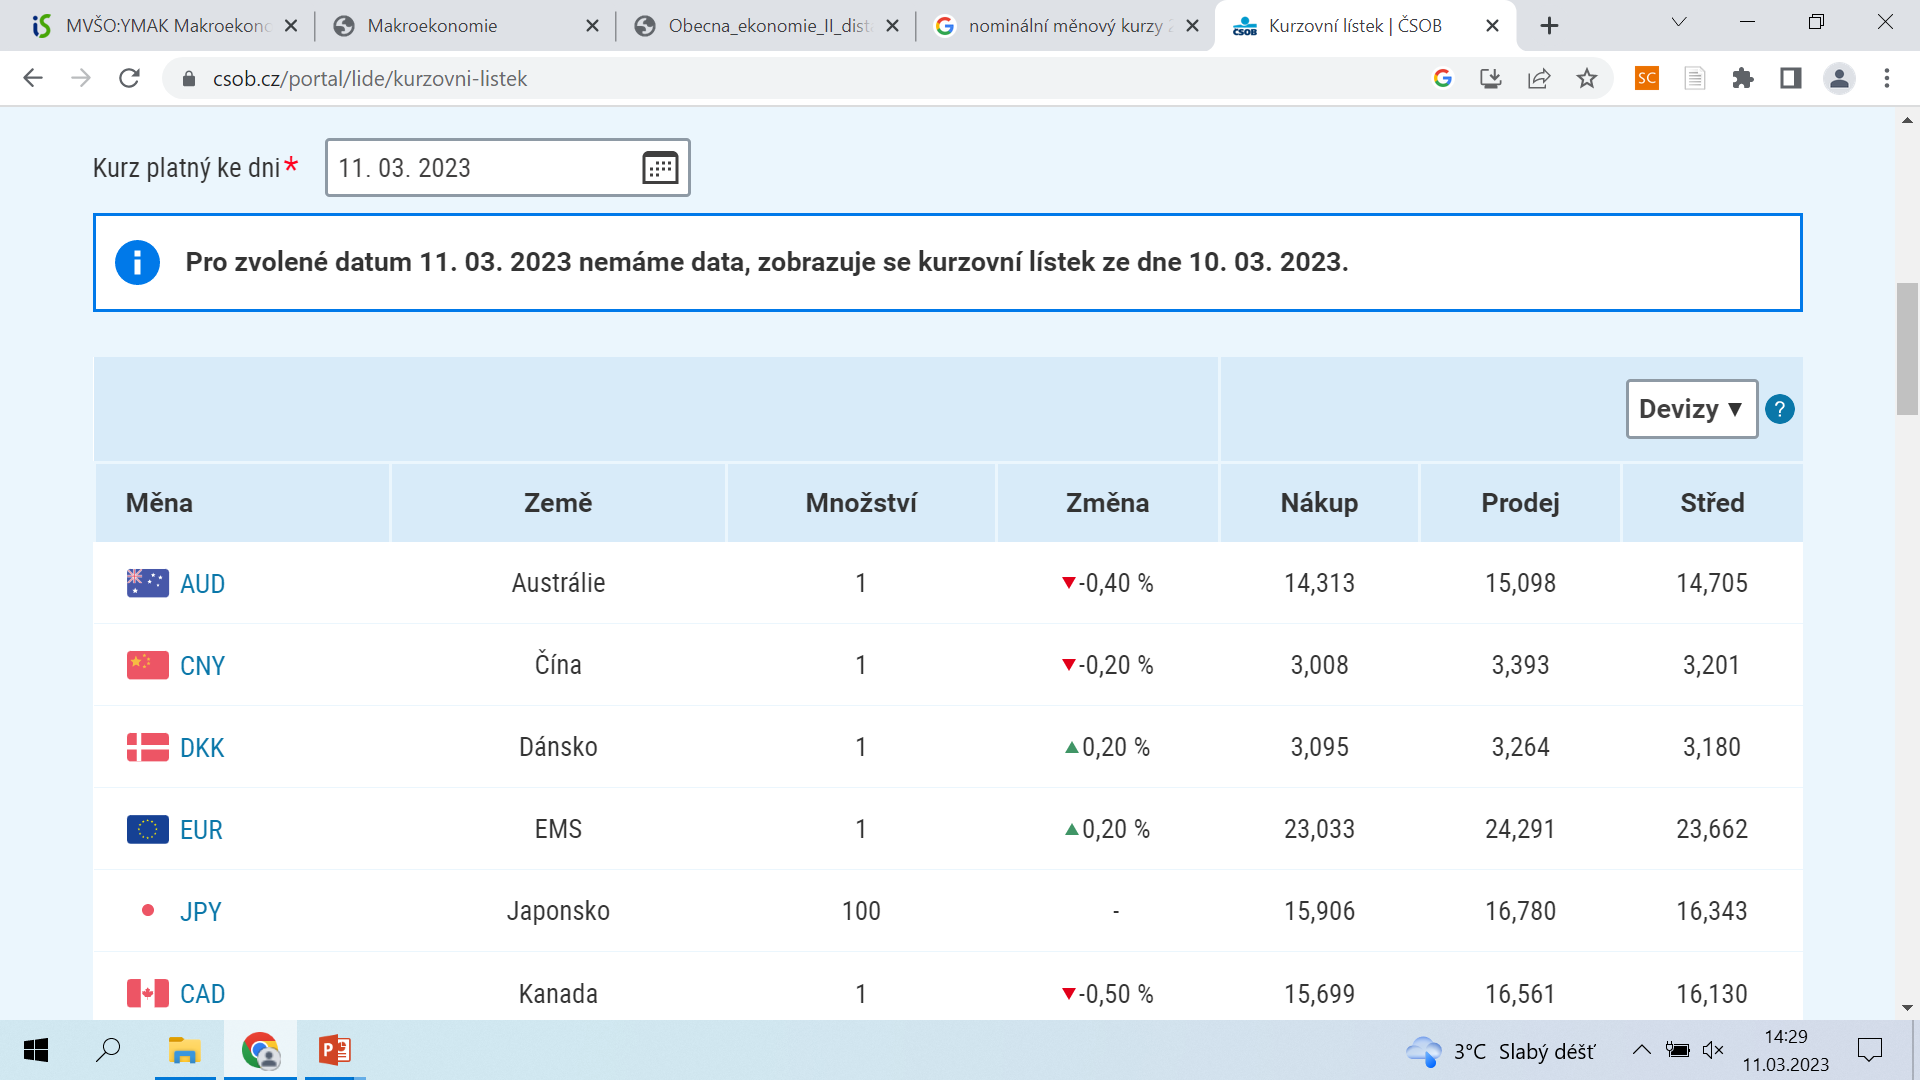 MVŠO:YMAK Makroekono
Makroekonomie
Obecna_ekonomie_II_dista
nominální měnový kurzy 2
Kurzovní lístek | ČSOB
csob.cz/portal/lide/kurzovni-listek
SC
Kurz platný ke dni* 11. 03. 2023
Pro zvolené datum 11. 03. 2023 nemáme data, zobrazuje se kurzovní lístek ze dne 10. 03. 2023.
Devizy ▼ ?
Měna Země Množství Změna Nákup Prodej Střed
AUD Austrálie 1 ▼-0,40 % 14,313 15,098 14,705
CNY Čína 1 ▼-0,20 % 3,008 3,393 3,201
DKK Dánsko 1 ▲0,20 % 3,095 3,264 3,180
EUR EMS 1 ▲0,20 % 23,033 24,291 23,662
JPY Japonsko 100 - 15,906 16,780 16,343
CAD Kanada 1 ▼-0,50 % 15,699 16,561 16,130
3°C Slabý déšť
14:29
11.03.2023